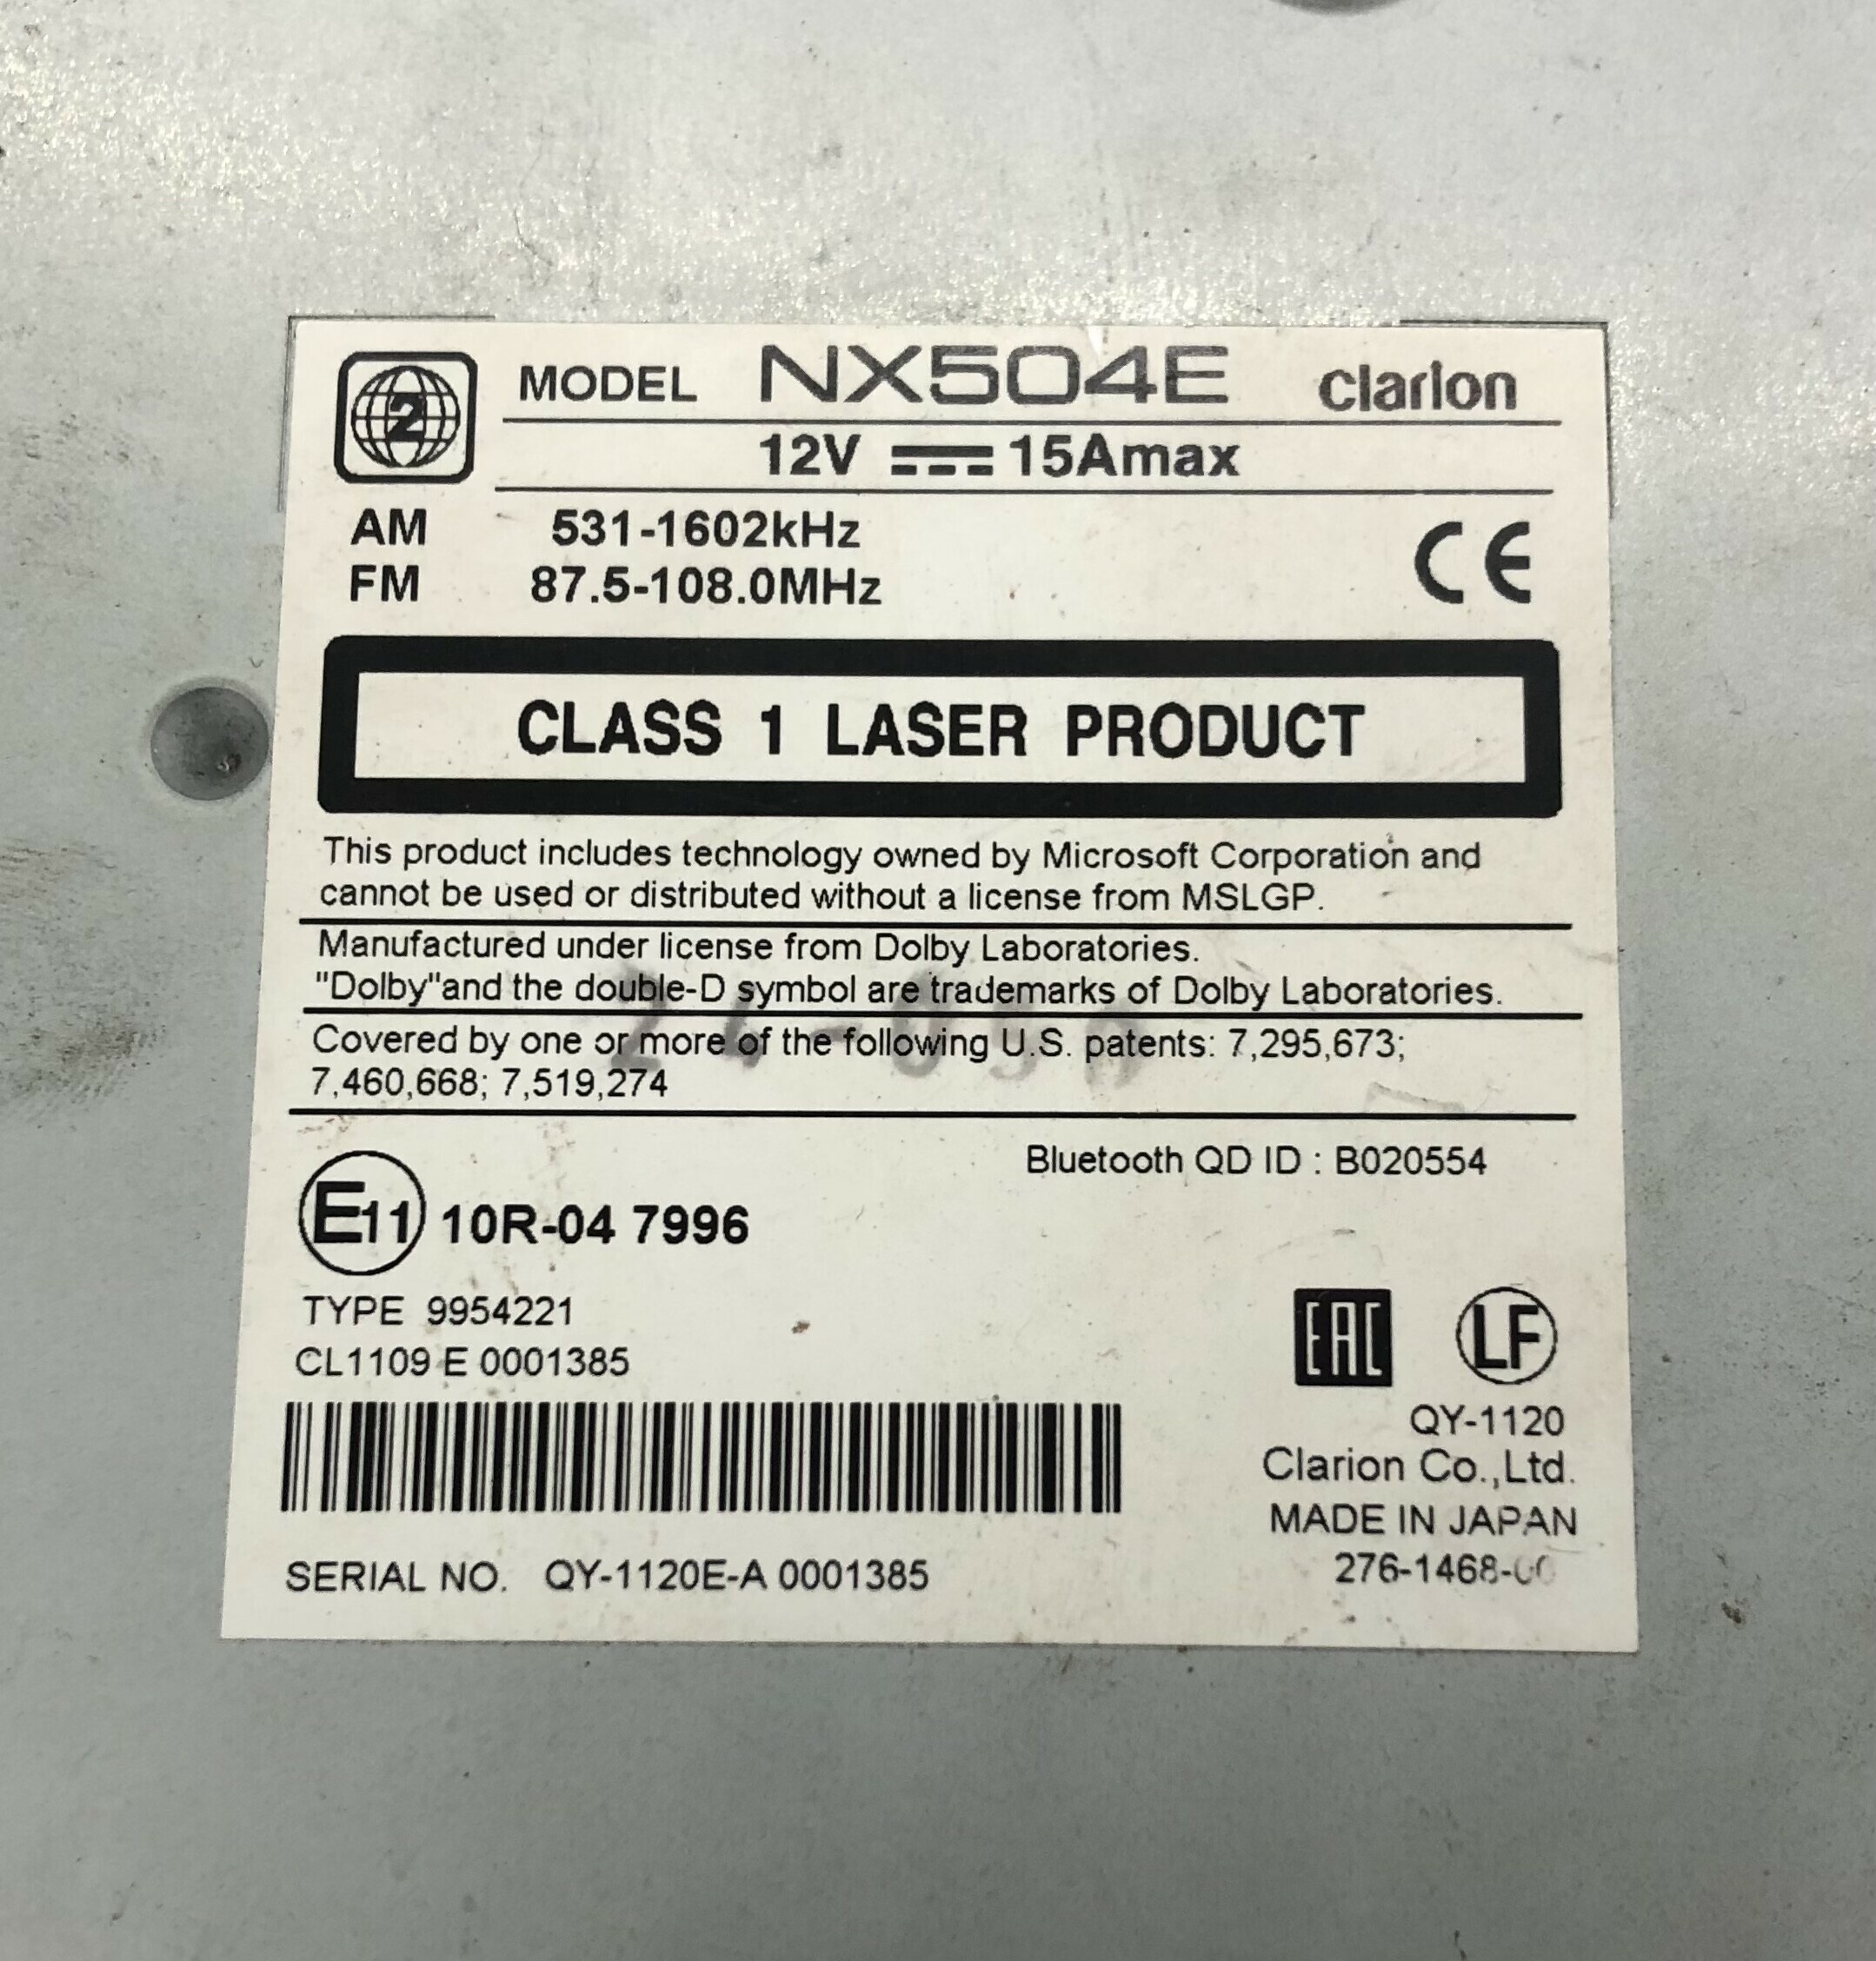 2 MODEL NX504E Clarion
12V 15Amax
AM 531-1602kHz
FM 87.5-108.0MHz
CE
CLASS 1 LASER PRODUCT
This product includes technology owned by Microsoft Corporation and
cannot be used or distributed without a license from MSLGP.
Manufactured under license from Dolby Laboratories.
"Dolby"and the double-D symbol are trademarks of Dolby Laboratories.
Covered by one or more of the following U.S. patents: 7,295,673;
7,460,668; 7,519,274
Bluetooth QD ID : B020554
E11 10R-04 7996
TYPE 9954221
CL1109 E 0001385
EAC LF
QY-1120
Clarion Co.,Ltd.
MADE IN JAPAN
SERIAL NO. QY-1120E-A 0001385